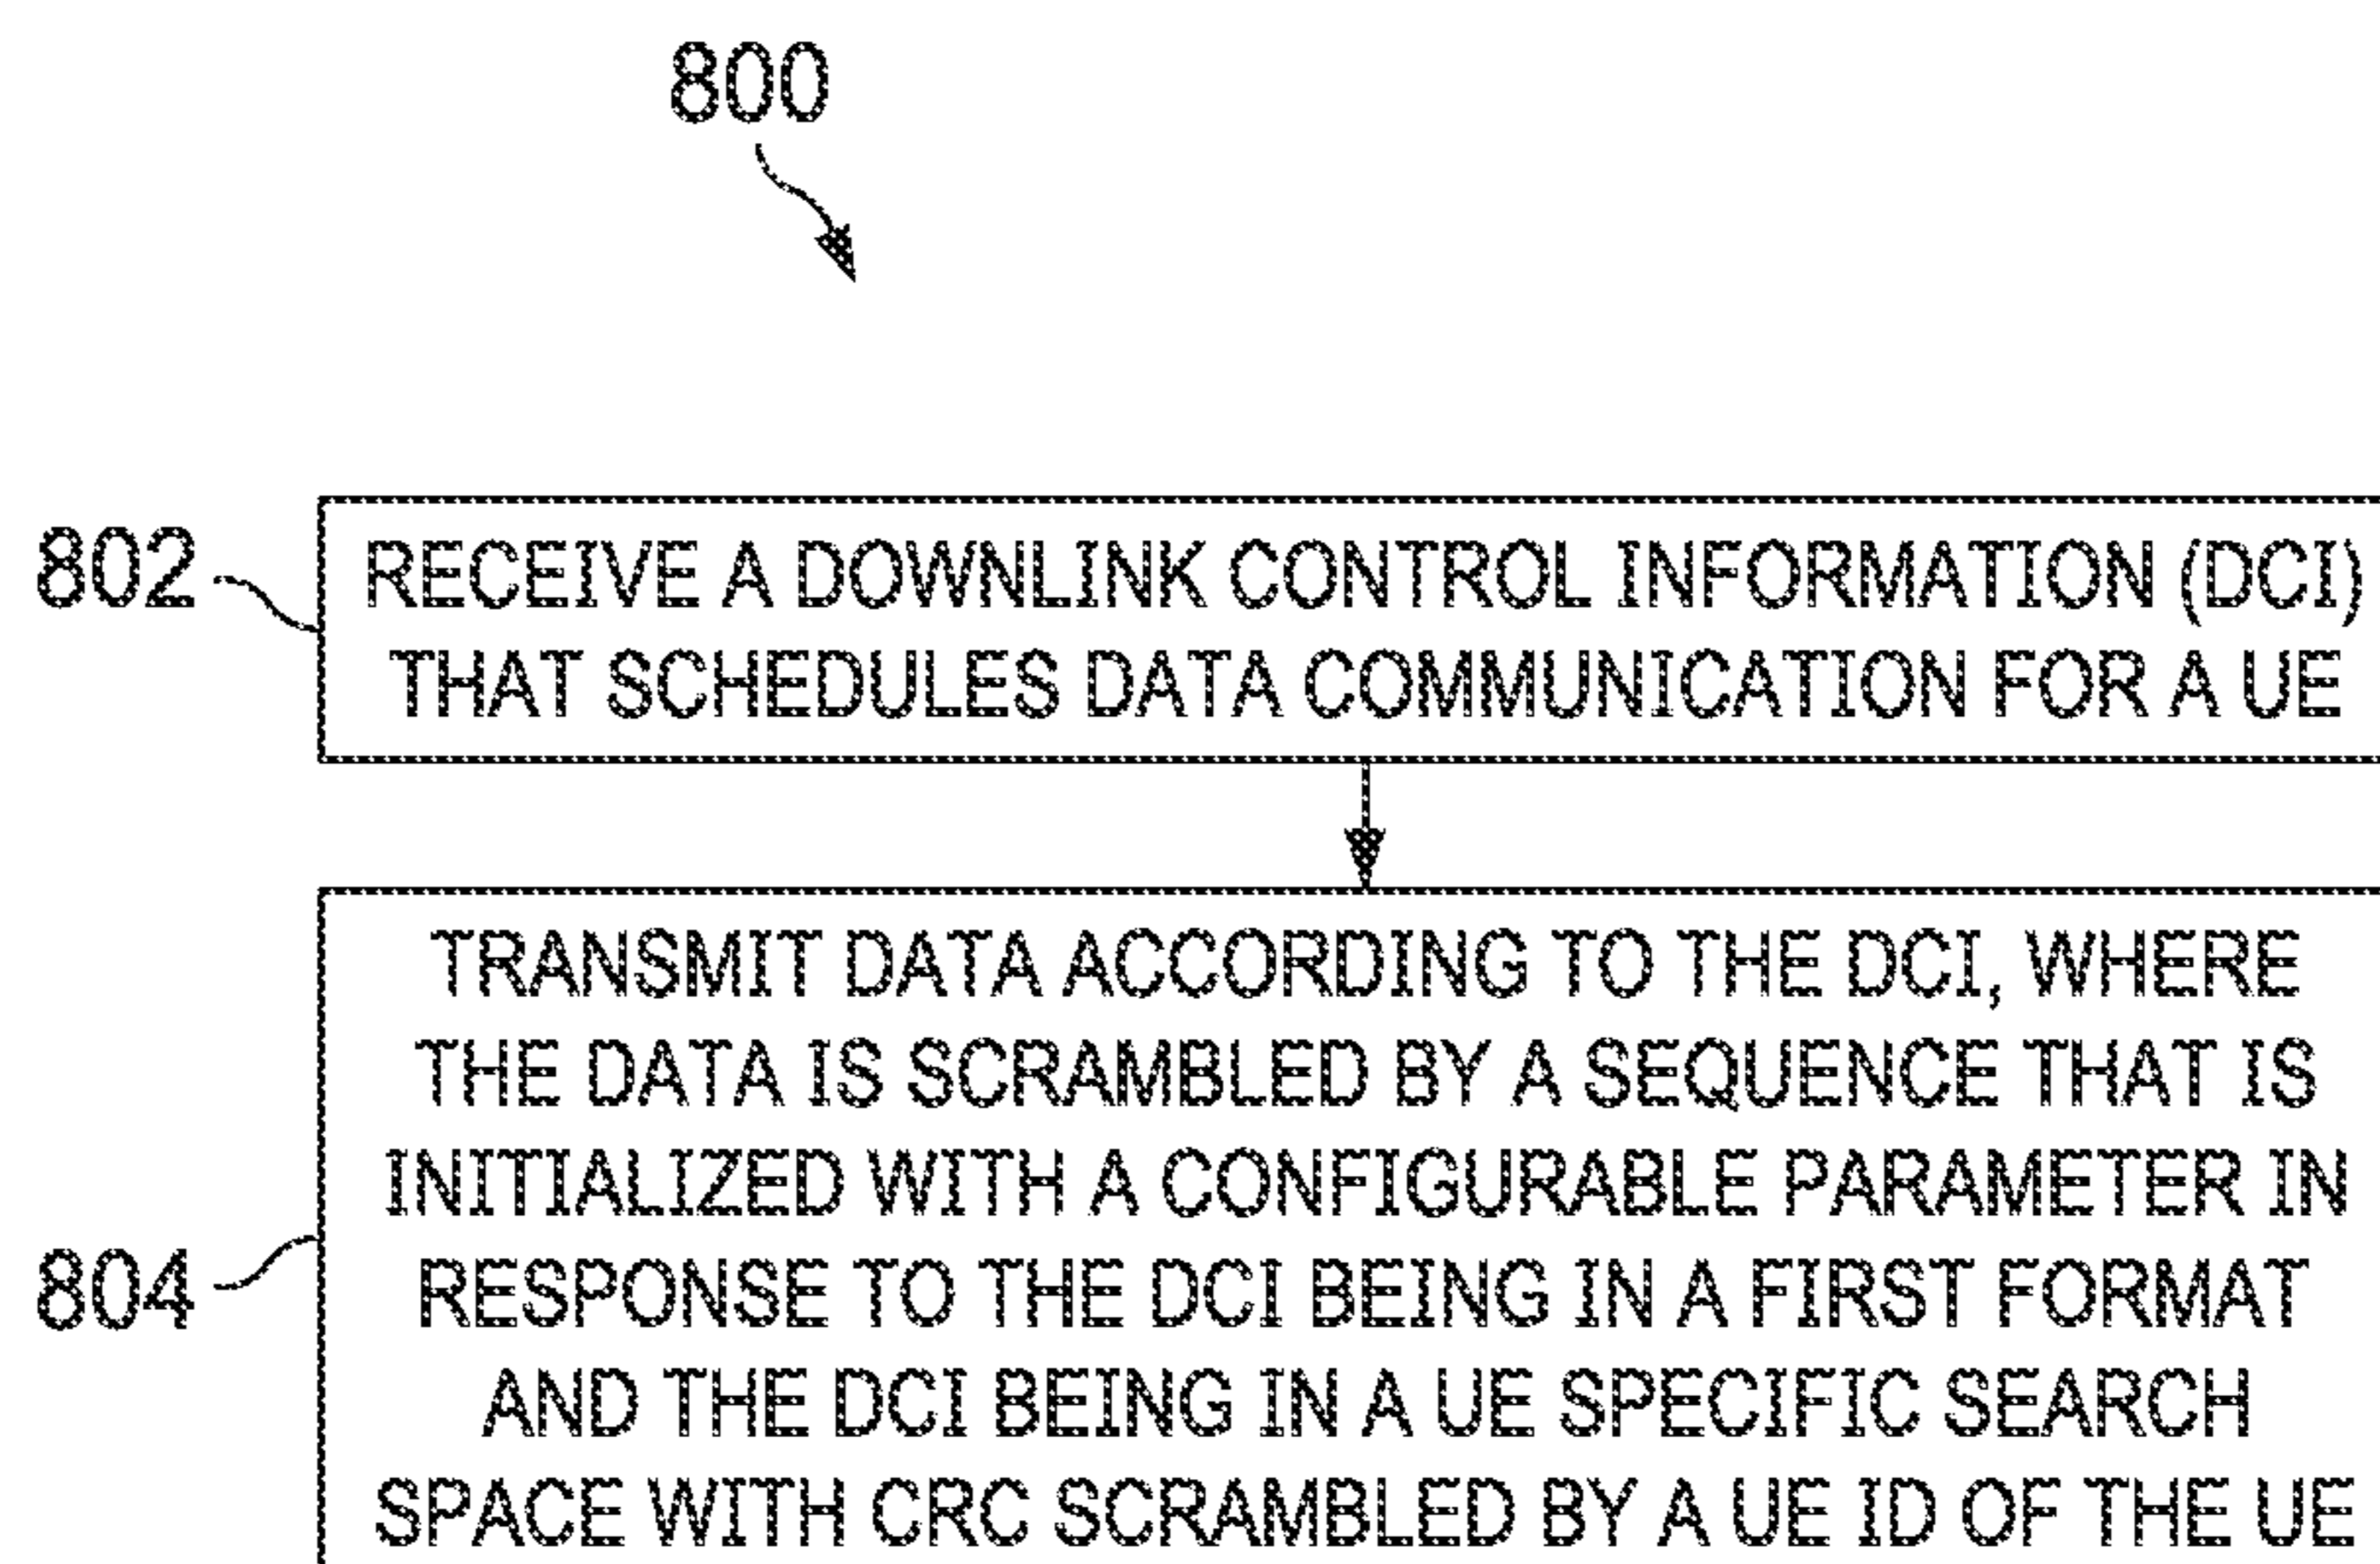 800
802
RECEIVE A DOWNLINK CONTROL INFORMATION (DCI)
THAT SCHEDULES DATA COMMUNICATION FOR A UE
TRANSMIT DATA ACCORDING TO THE DCI, WHERE
THE DATA IS SCRAMBLED BY A SEQUENCE THAT IS
INITIALIZED WITH A CONFIGURABLE PARAMETER IN
804
RESPONSE TO THE DCI BEING IN A FIRST FORMAT
AND THE DCI BEING IN A UE SPECIFIC SEARCH
SPACE WITH CRC SCRAMBLED BY A UE ID OF THE UE